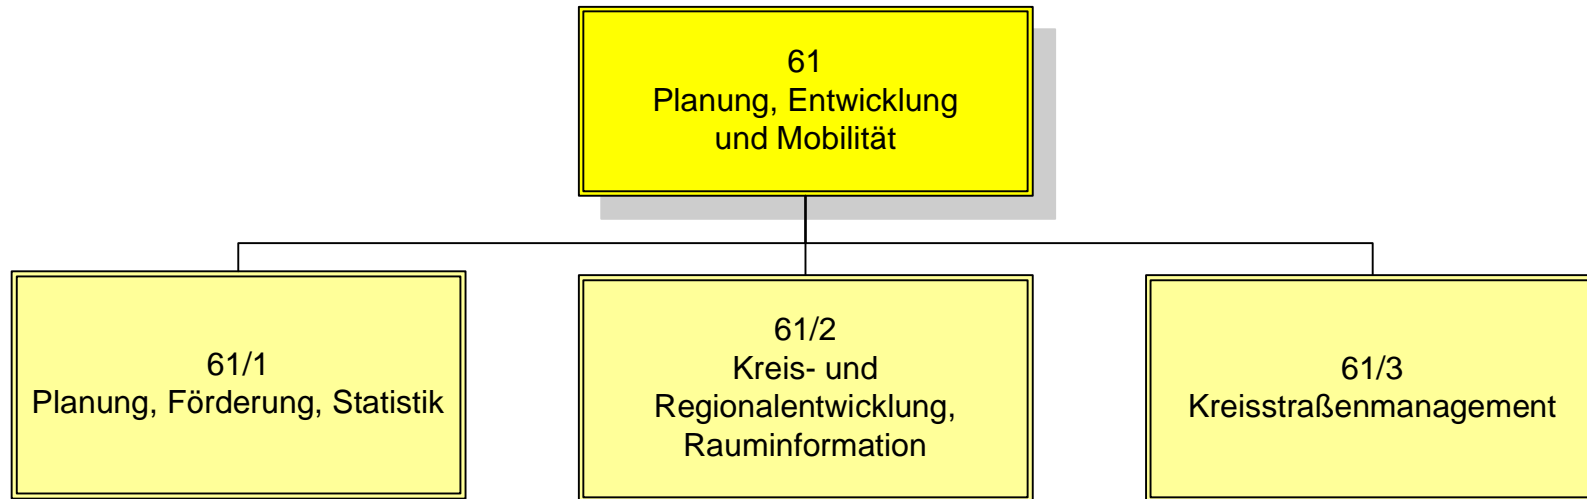 61
Planung, Entwicklung
und Mobilität
61/1
Planung, Förderung, Statistik
61/2
Kreis- und
Regionalentwicklung,
Rauminformation
61/3
Kreisstraßenmanagement